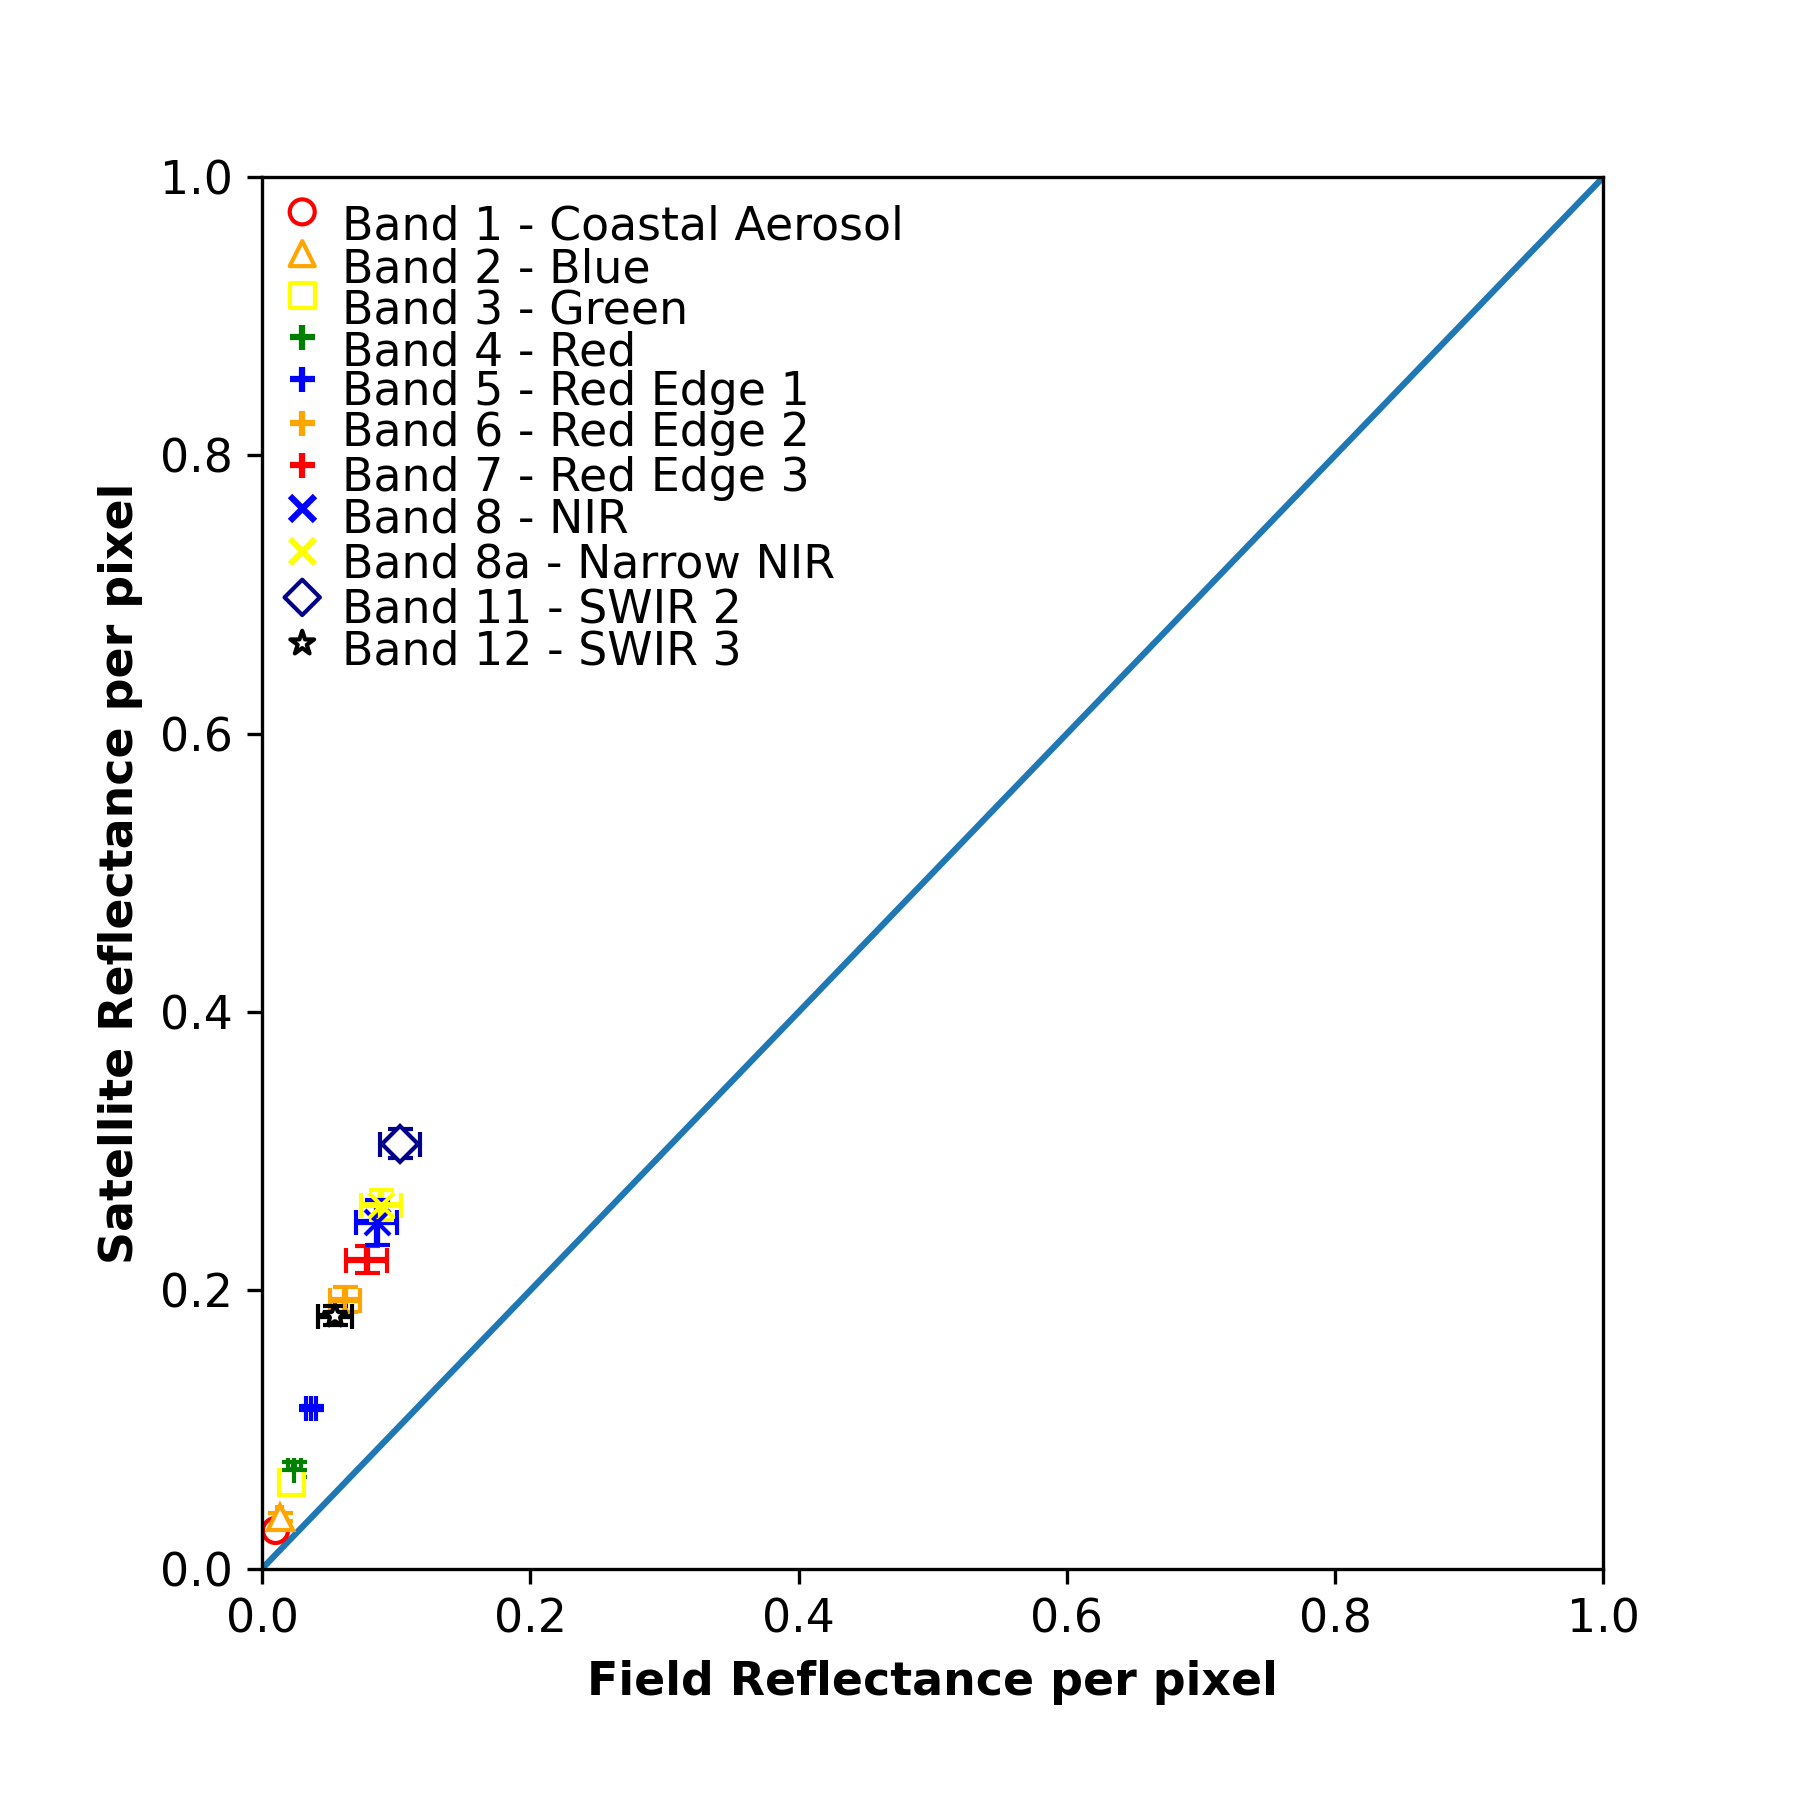 1.0
0.8
0.6
0.4
0.2
0.0
Satellite Reflectance per pixel
Band 1 - Coastal Aerosol
Band 2 - Blue
Band 3 - Green
Band 4 - Red
Band 5 - Red Edge 1
Band 6 - Red Edge 2
Band 7 - Red Edge 3
Band 8 - NIR
Band 8a - Narrow NIR
Band 11 - SWIR 2
Band 12 - SWIR 3
0.0 0.2 0.4 0.6 0.8 1.0
Field Reflectance per pixel